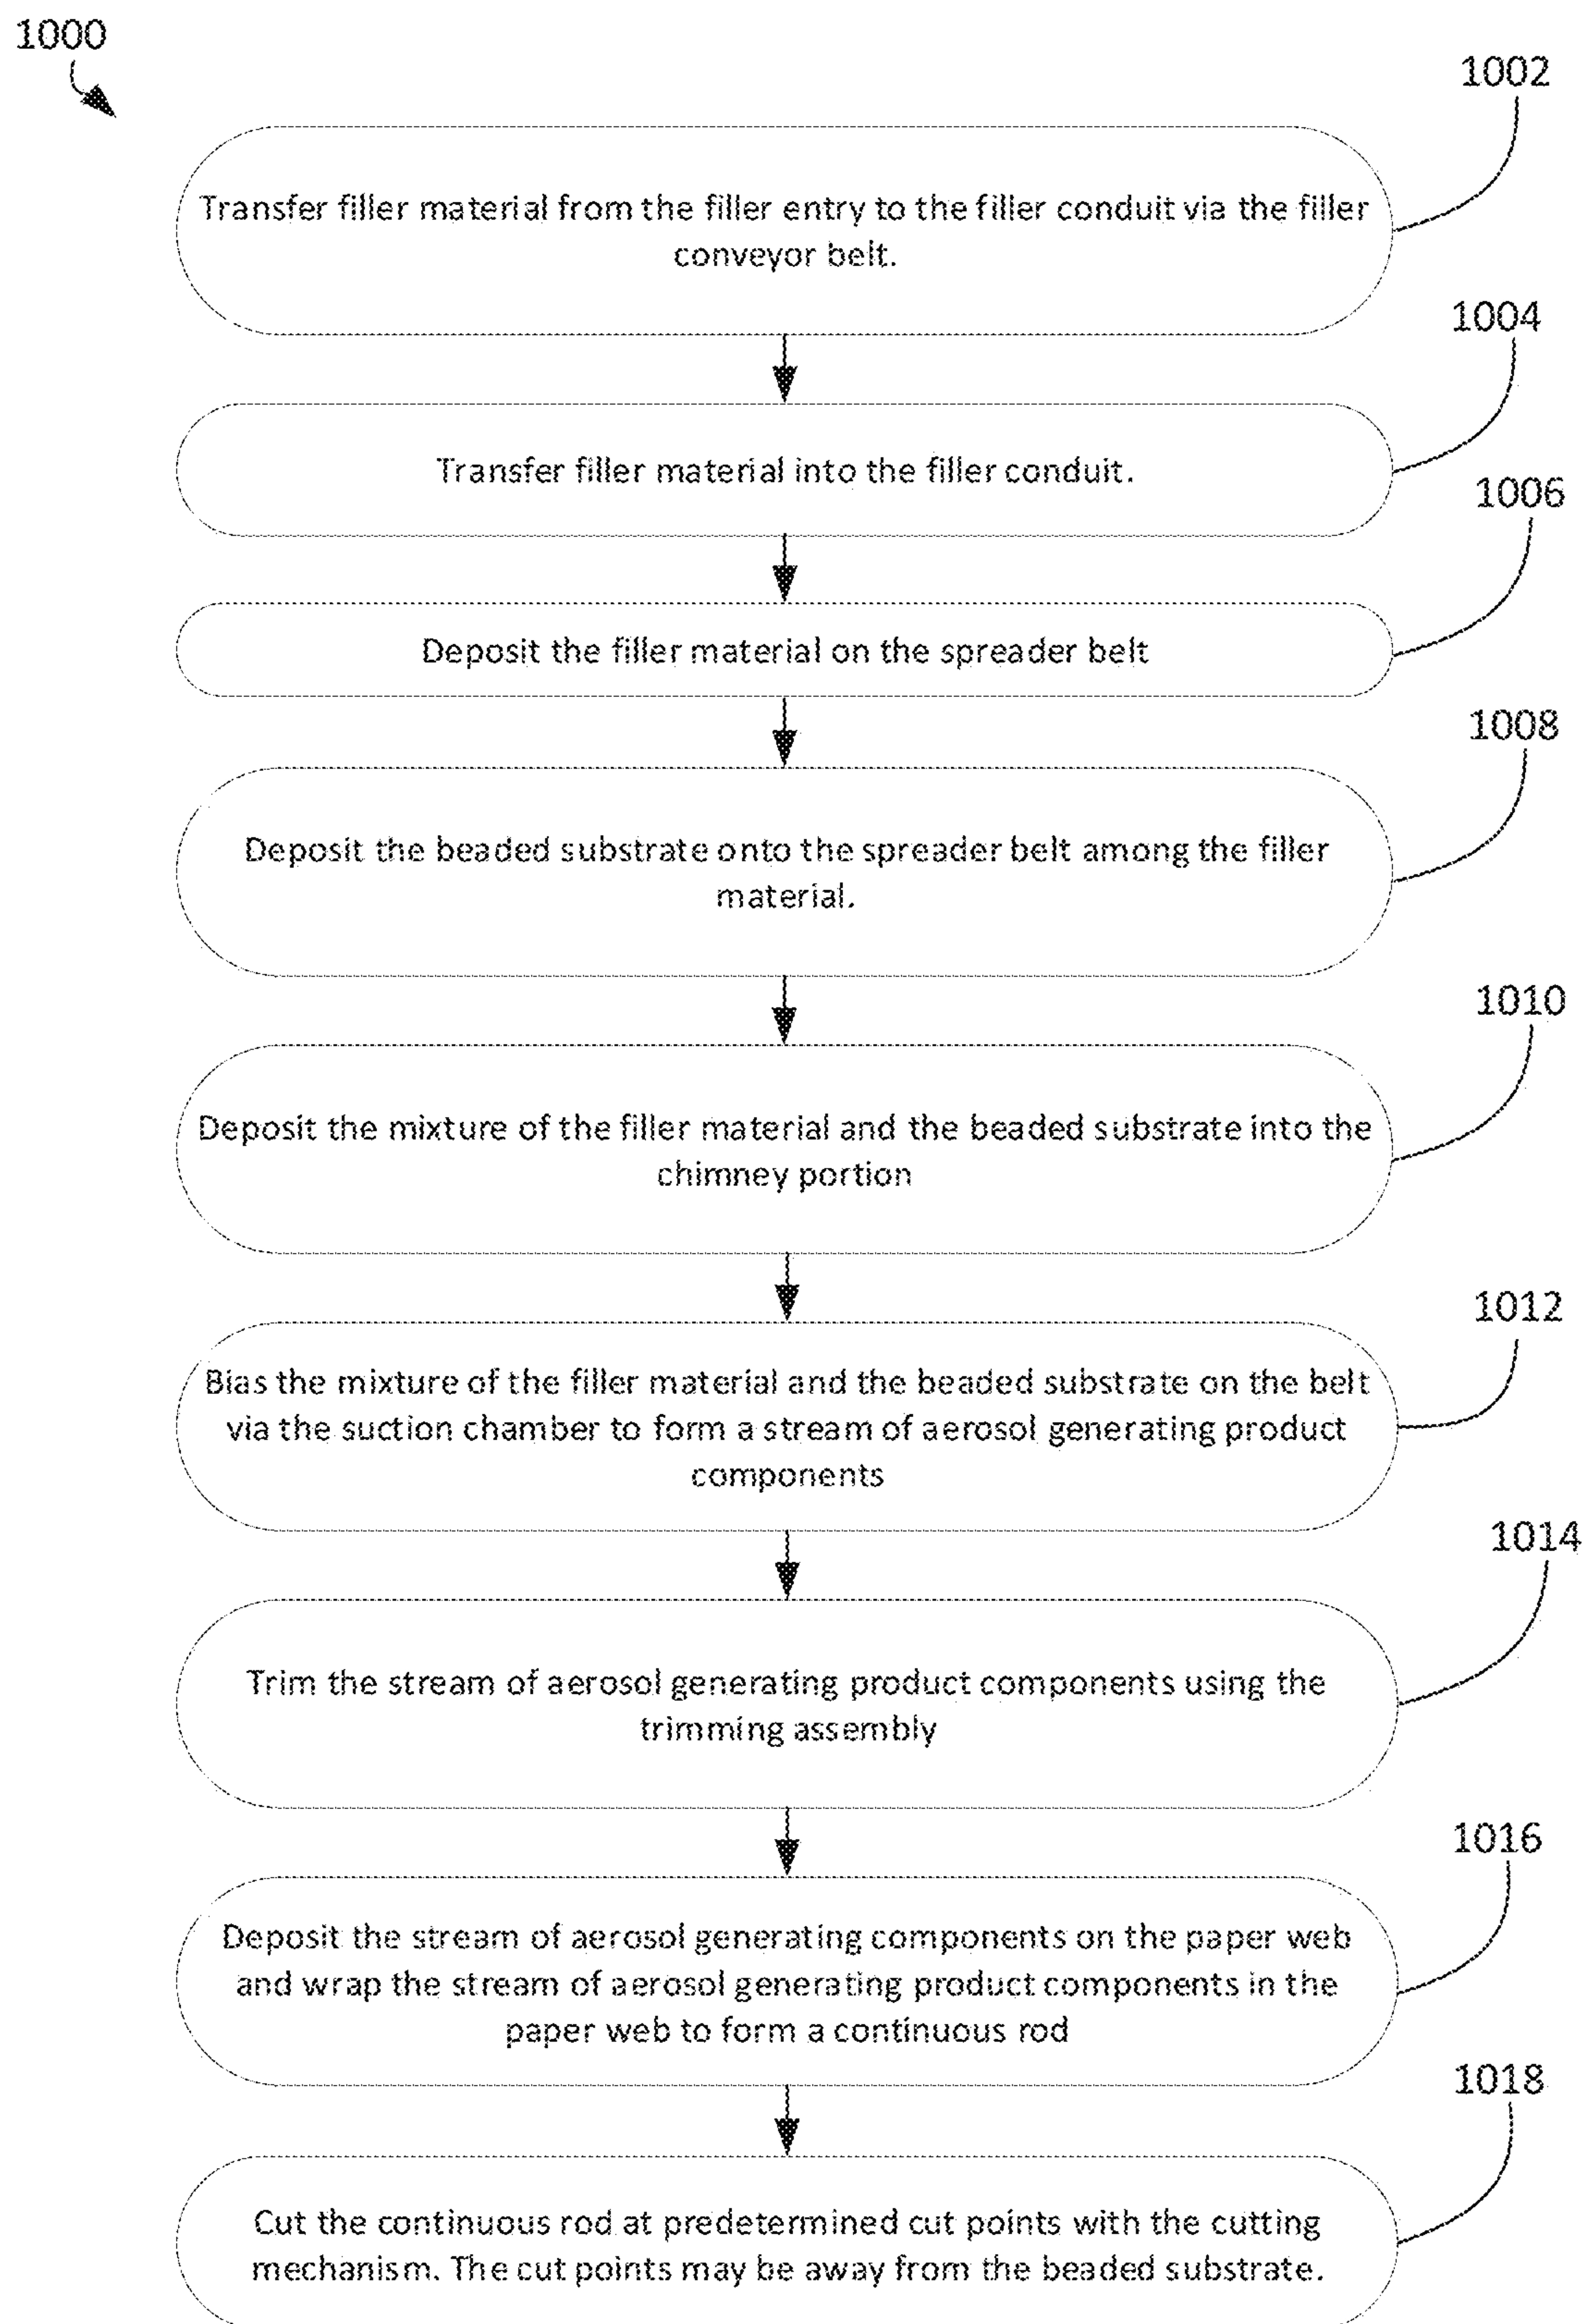 1000
1002
Transfer filler material from the filler entry to the filler conduit via the filler
conveyor belt.
1004
Transfer filler material into the filler conduit.
1006
Deposit the filler material on the spreader belt
1008
Deposit the beaded substrate onto the spreader belt among the filler
material.
1010
Deposit the mixture of the filler material and the beaded substrate into the
chimney portion
1012
Bias the mixture of the filler material and the beaded substrate on the belt
via the suction chamber to form a stream of aerosol generating product
components
1014
Trim the stream of aerosol generating product components using the
trimming assembly
1016
Deposit the stream of aerosol generating components on the paper web
and wrap the stream of aerosol generating product components in the
paper web to form a continuous rod
1018
Cut the continuous rod at predetermined cut points with the cutting
mechanism. The cut points may be away from the beaded substrate.